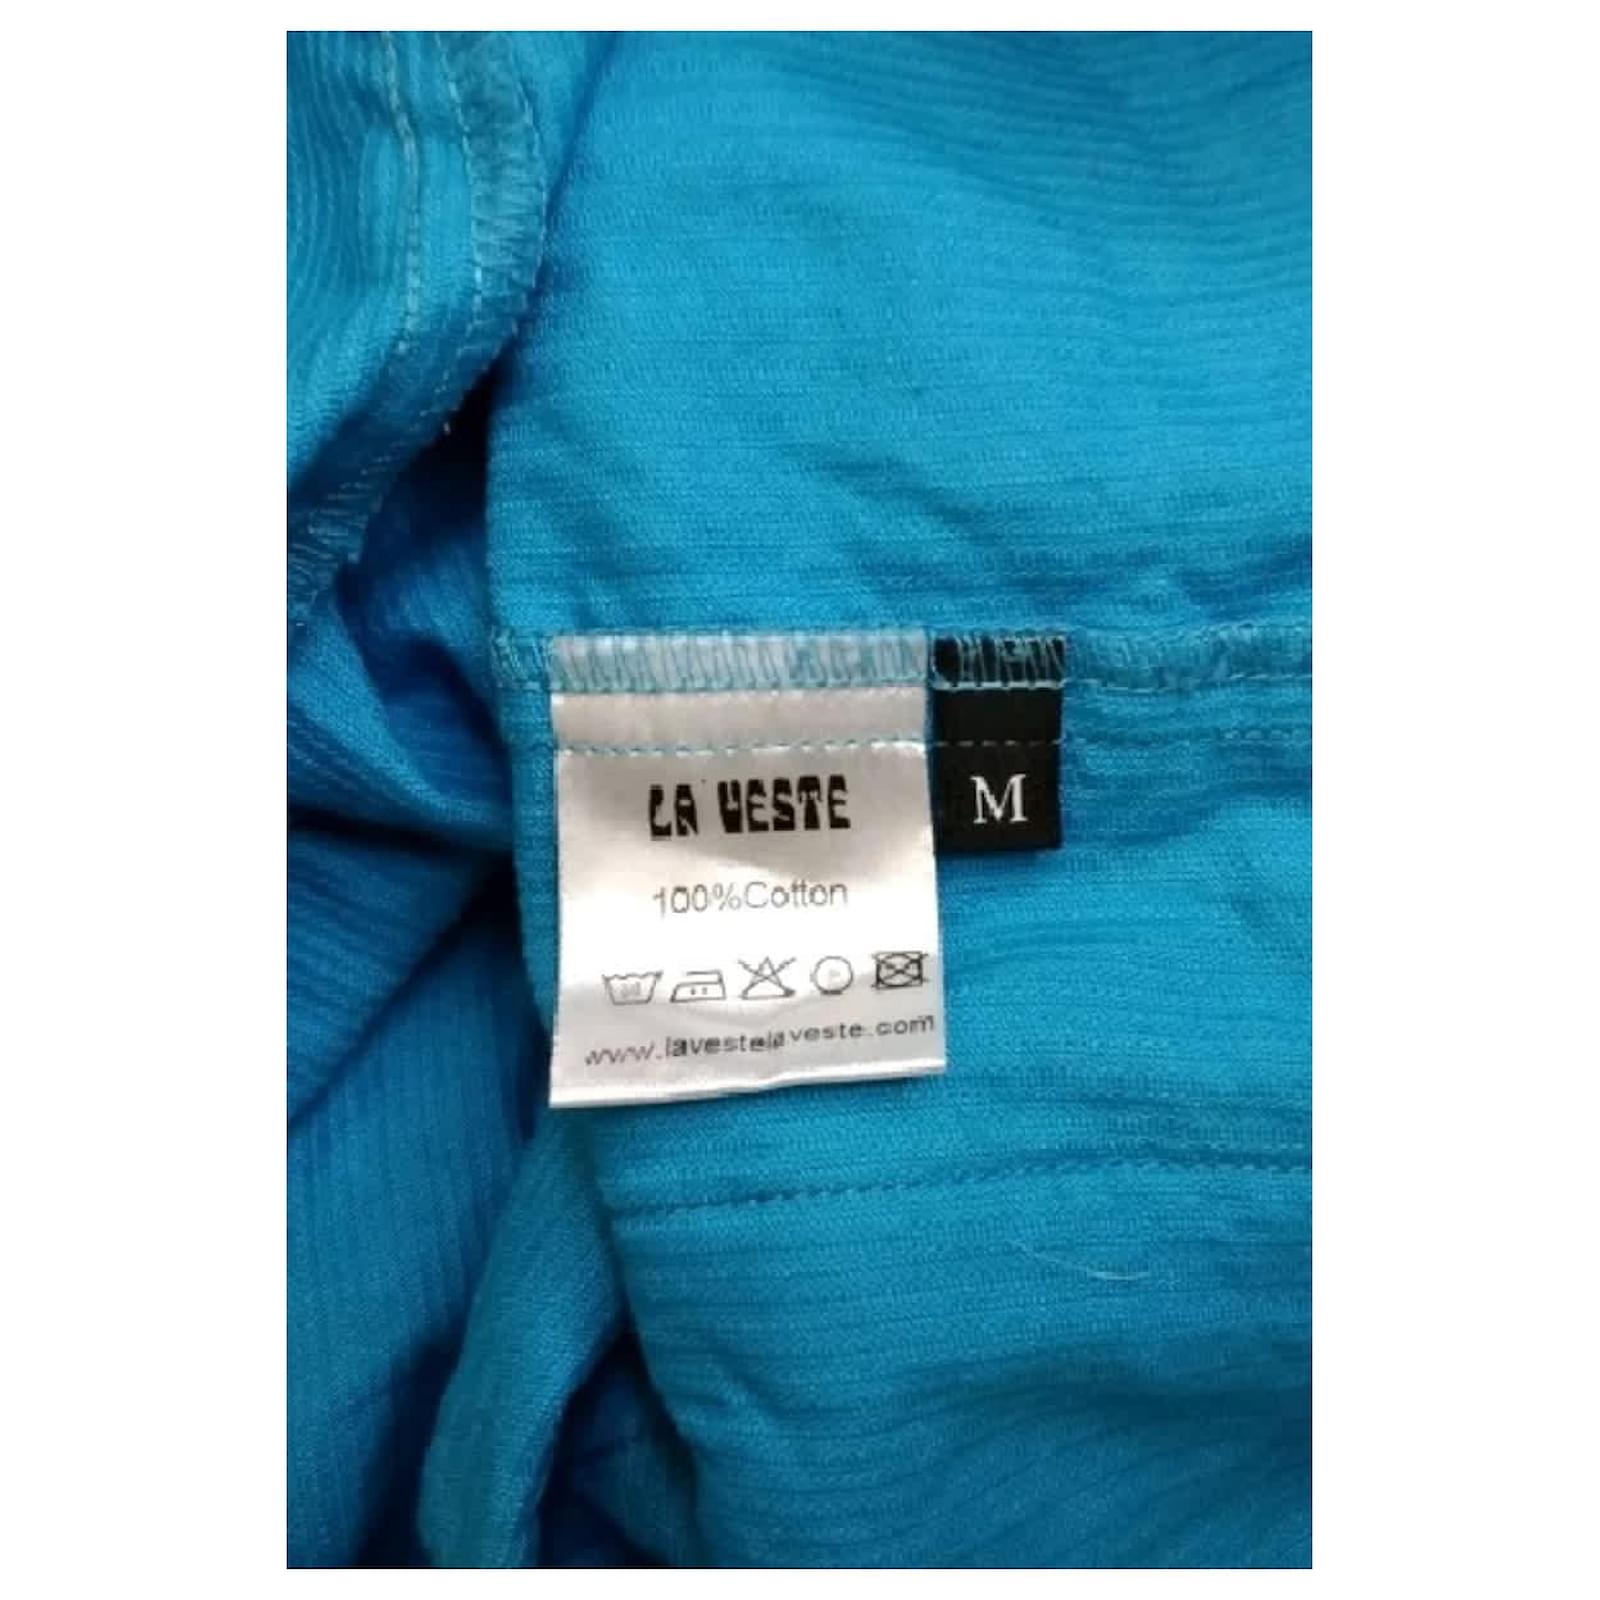 LA VESTE
M
100%Cotton
www.lavestelaveste.com